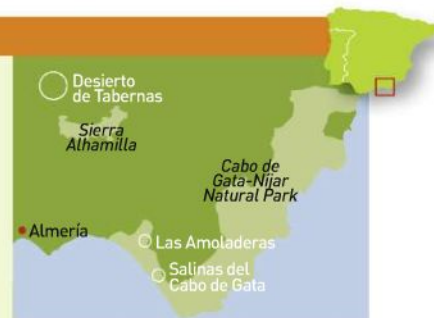 Desierto
de Tabernas
Sierra
Alhamilla
Cabo de
Gata-Níjar
Natural Park
Almería
Las Amoladeras
Salinas del
Cabo de Gata